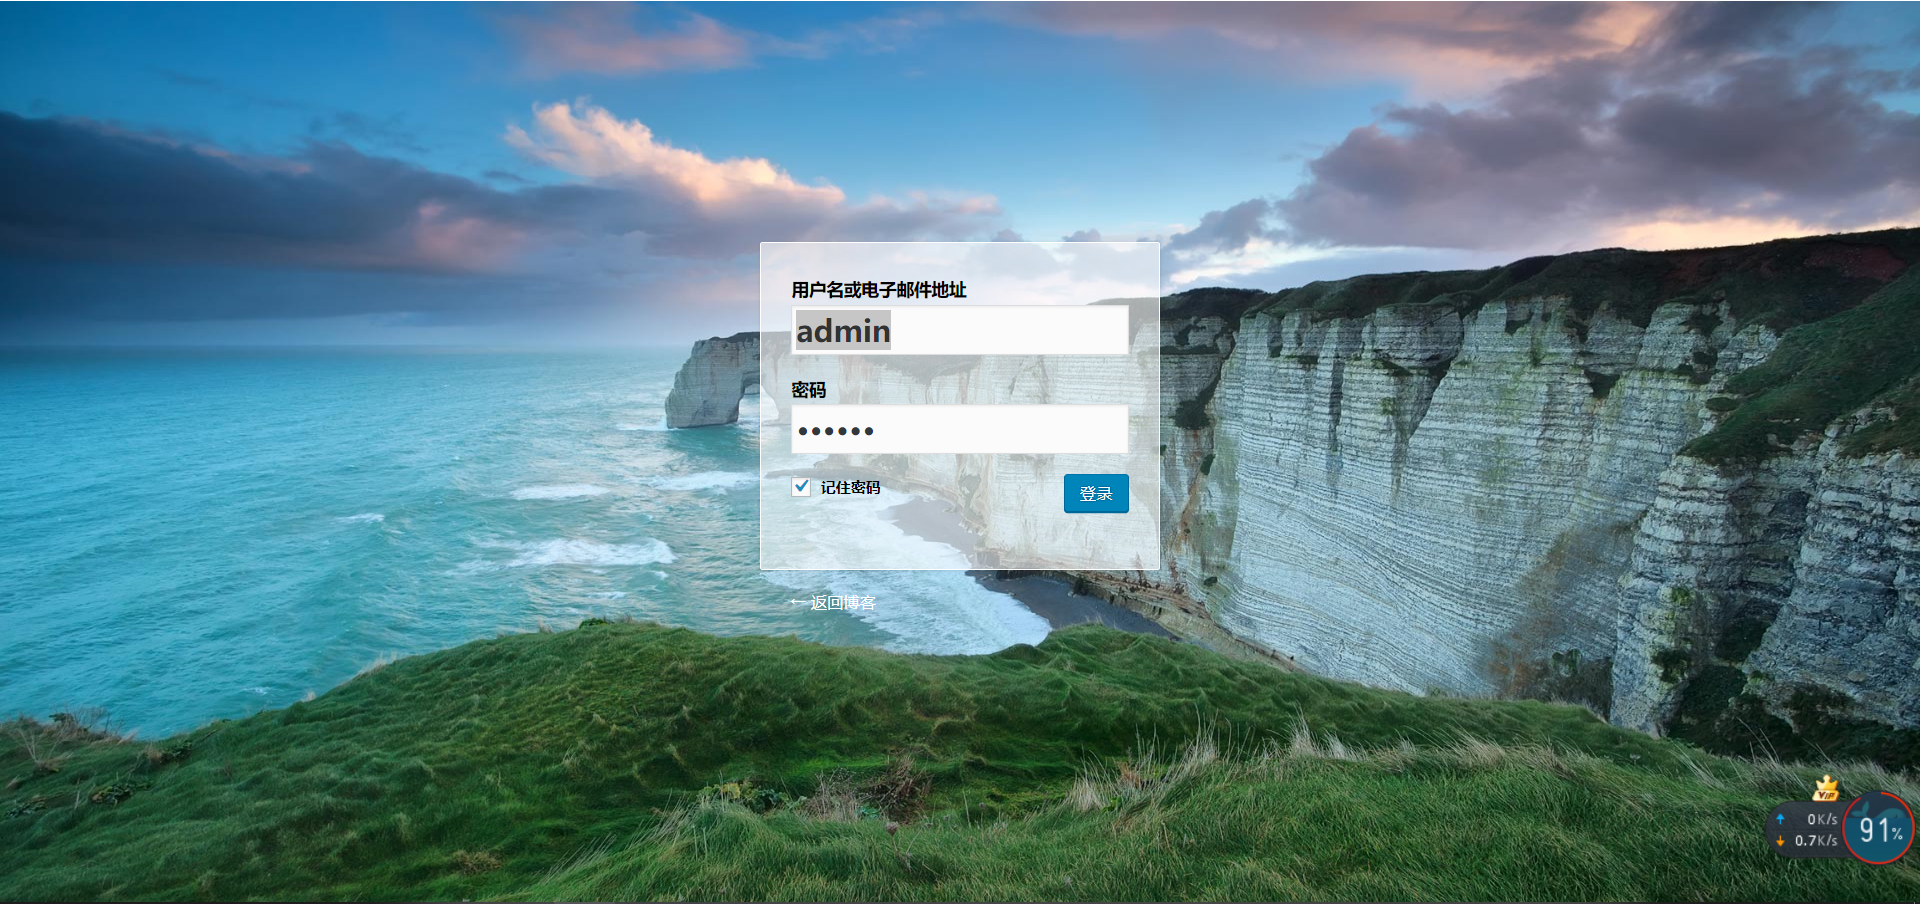 用户名或电子邮件地址
admin
密码
••••••
记住密码
登录
← 返回博客
VIP
↑ 0K/s
↓ 0.7K/s
91%